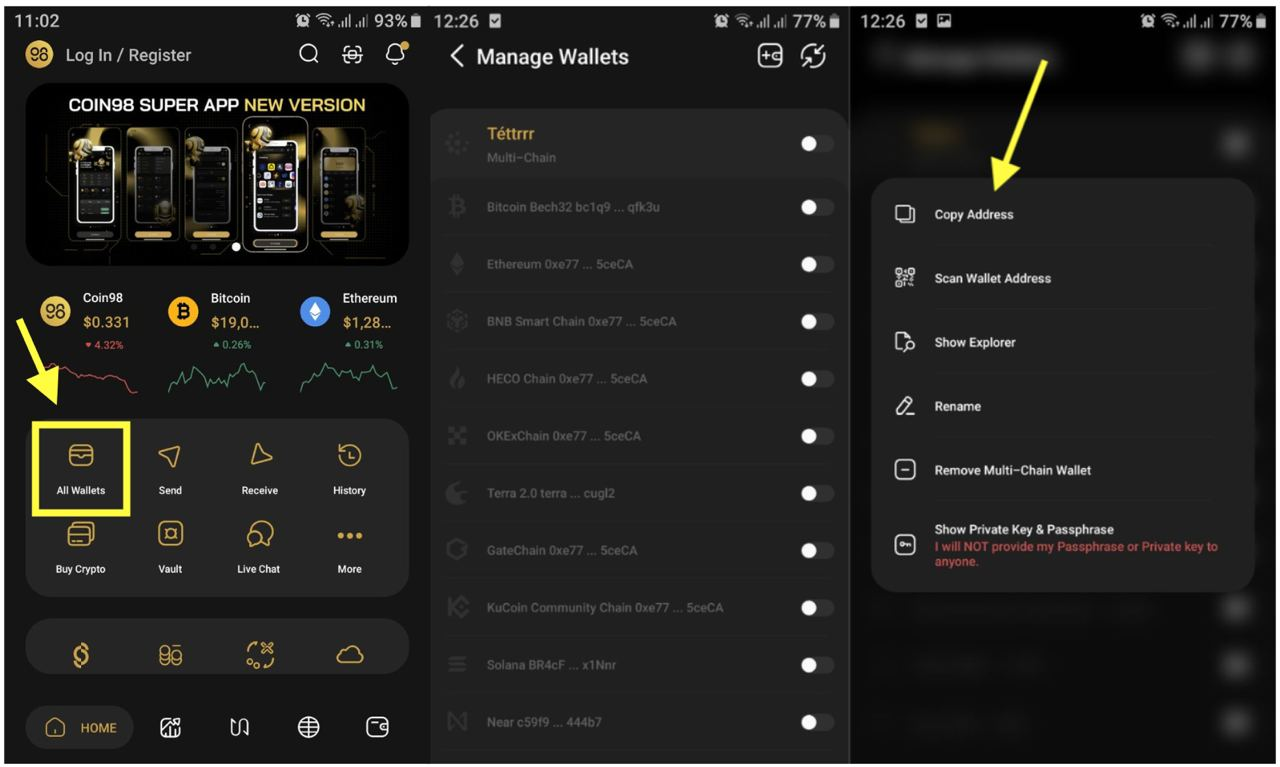 11:02
93%
Log In / Register
COIN98 SUPER APP NEW VERSION
Coin98
$0.331
4.32%
Bitcoin
$19,0...
0.26%
Ethereum
$1,28...
0.31%
All Wallets
Send
Receive
History
Buy Crypto
Vault
Live Chat
More
HOME
12:26
77%
Manage Wallets
Téttrrr
Multi-Chain
Bitcoin Bech32 bc1q9 ... qfk3u
Ethereum 0xe77 ... 5ceCA
BNB Smart Chain 0xe77 ... 5ceCA
HECO Chain 0xe77 ... 5ceCA
OKExChain 0xe77 ... 5ceCA
Terra 2.0 terra ... cugl2
GateChain 0xe77 ... 5ceCA
KuCoin Community Chain 0xe77 ... 5ceCA
Solana BR4cF ... x1Nnr
Near c59f9 ... 444b7
12:26
77%
Copy Address
Scan Wallet Address
Show Explorer
Rename
Remove Multi-Chain Wallet
Show Private Key & Passphrase
I will NOT provide my Passphrase or Private key to
anyone.